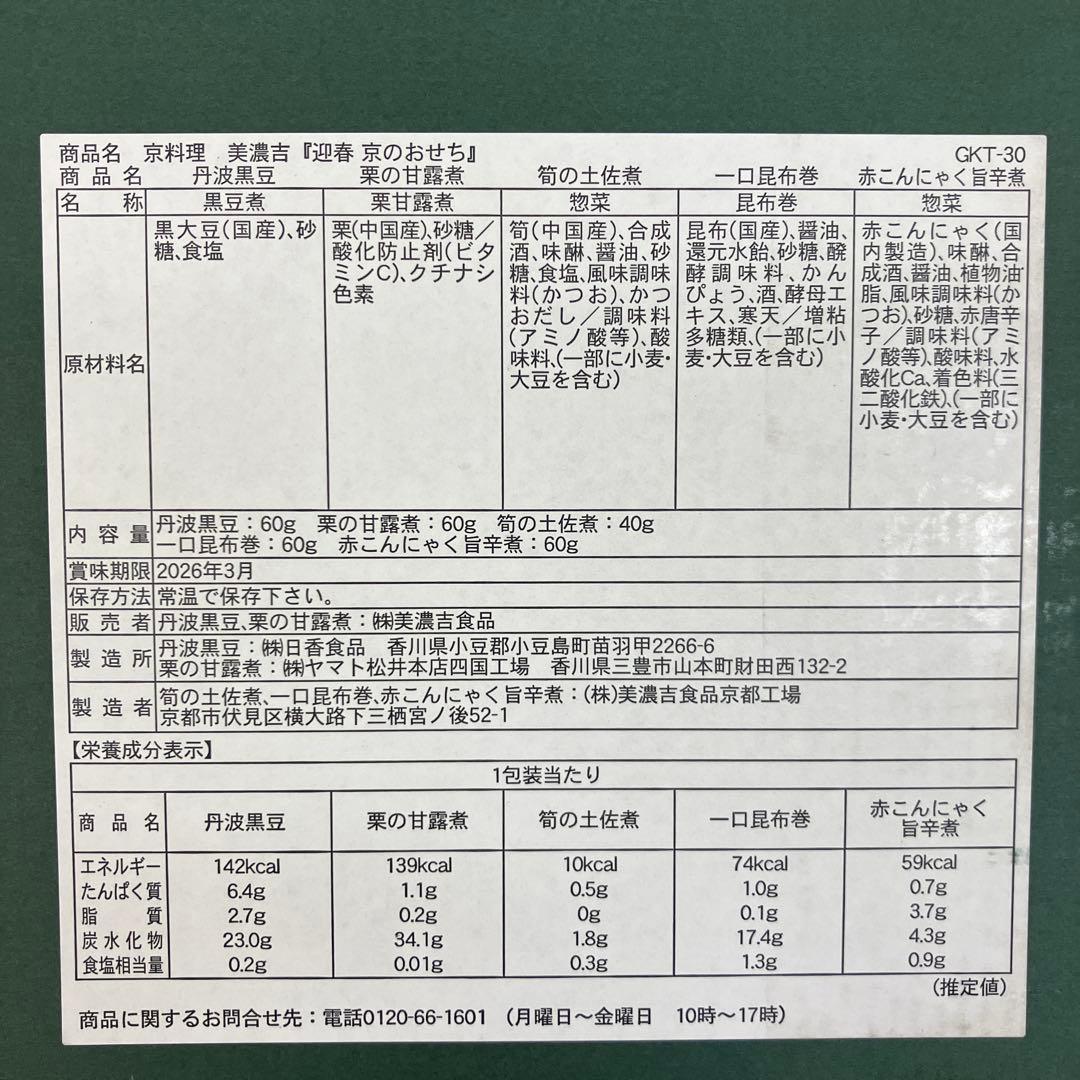 商品名 京料理 美濃吉『迎春 京のおせち』 GKT-30
商品名 丹波黒豆 栗の甘露煮 筍の土佐煮 一口昆布巻 赤こんにゃく旨辛煮
名称 黒豆煮 栗甘露煮 惣菜 昆布巻 惣菜
原材料名
黒大豆(国産)、砂
糖、食塩
栗(中国産)、砂糖／
酸化防止剤(ビタ
ミンC)、クチナシ
色素
筍(中国産)、合成
酒、味醂、醤油、砂
糖、食塩、風味調味
料(かつお)、かつ
おだし／調味料
(アミノ酸等)、酸
味料、(一部に小麦・
大豆を含む)
昆布(国産)、醤油、
還元水飴、砂糖、醗
酵調味料、かん
ぴょう、酒、酵母エ
キス、寒天／増粘
多糖類、(一部に小
麦・大豆を含む)
赤こんにゃく(国
内製造)、味醂、合
成酒、醤油、植物油
脂、風味調味料(か
つお)、砂糖、赤唐辛
子／調味料(アミ
ノ酸等)、酸味料、水
酸化Ca、着色料(三
二酸化鉄)、(一部に
小麦・大豆を含む)
内容量
丹波黒豆：60g 栗の甘露煮：60g 筍の土佐煮：40g
一口昆布巻：60g 赤こんにゃく旨辛煮：60g
賞味期限 2026年3月
保存方法 常温で保存下さい。
販売者 丹波黒豆、栗の甘露煮：㈱美濃吉食品
製造所
丹波黒豆：㈱日香食品 香川県小豆郡小豆島町苗羽甲2266-6
栗の甘露煮：㈱ヤマト松井本店四国工場 香川県三豊市山本町財田西132-2
製造者
筍の土佐煮、一口昆布巻、赤こんにゃく旨辛煮：(株)美濃吉食品京都工場
京都市伏見区横大路下三栖宮ノ後52-1
【栄養成分表示】
1包装当たり
商品名 丹波黒豆 栗の甘露煮 筍の土佐煮 一口昆布巻 赤こんにゃく
旨辛煮
エネルギー 142kcal 139kcal 10kcal 74kcal 59kcal
たんぱく質 6.4g 1.1g 0.5g 1.0g 0.7g
脂質 2.7g 0.2g 0g 0.1g 3.7g
炭水化物 23.0g 34.1g 1.8g 17.4g 4.3g
食塩相当量 0.2g 0.01g 0.3g 1.3g 0.9g
(推定値)
商品に関するお問合せ先：電話0120-66-1601 (月曜日～金曜日 10時～17時)